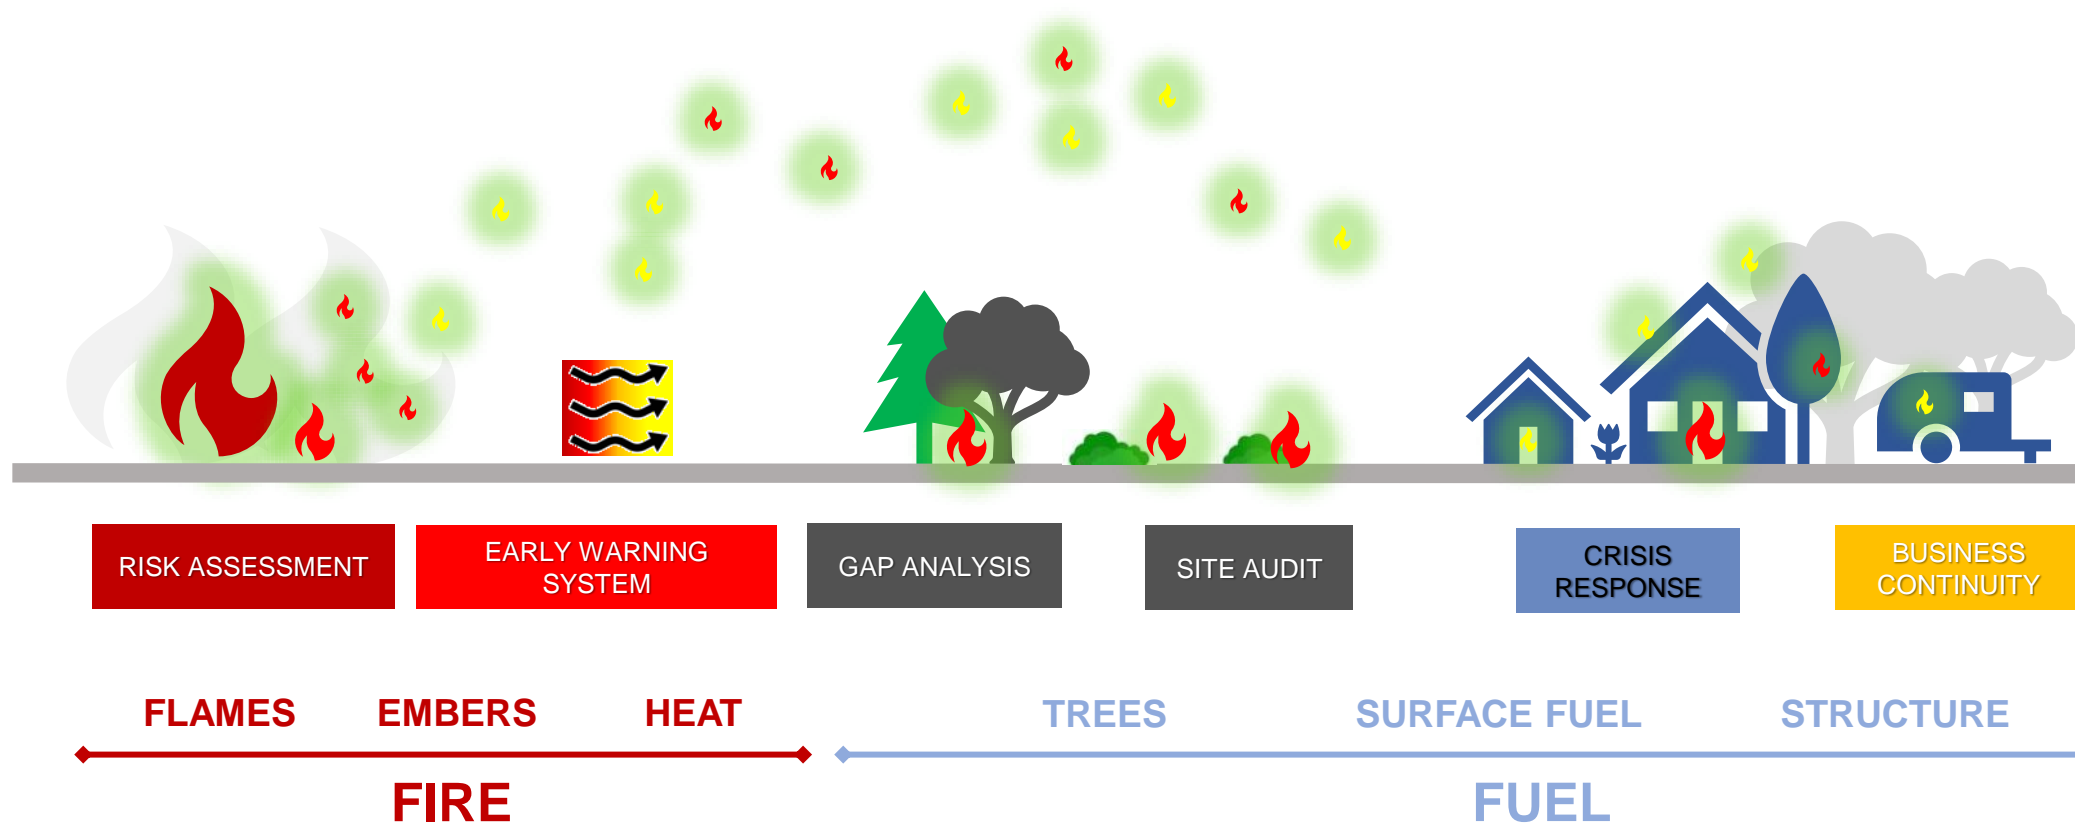 RISK ASSESSMENT
EARLY WARNING
SYSTEM
GAP ANALYSIS
SITE AUDIT
CRISIS
RESPONSE
BUSINESS
CONTINUITY
FLAMES
EMBERS
HEAT
TREES
SURFACE FUEL
STRUCTURE
FIRE
FUEL